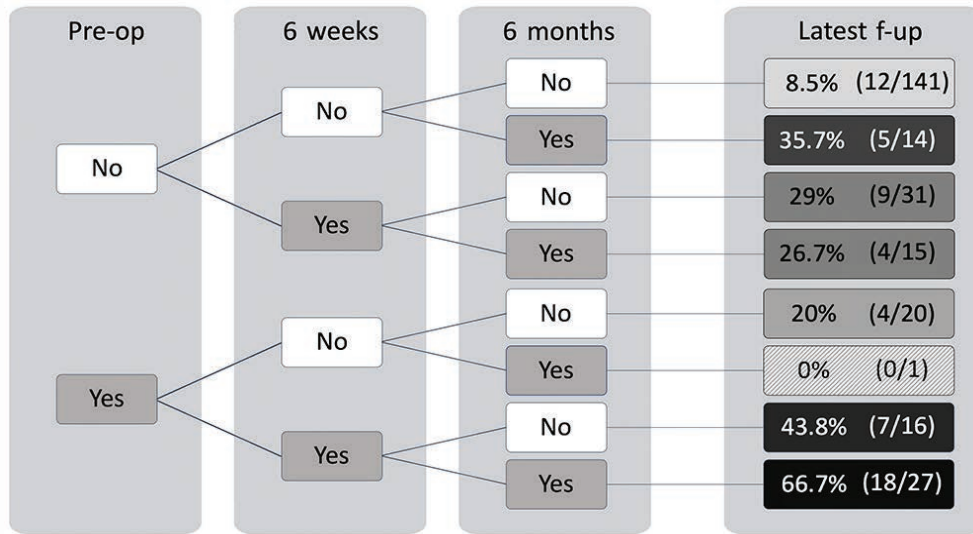 Pre-op 6 weeks 6 months Latest f-up
No 8.5% (12/141)
No
Yes 35.7% (5/14)
No
No 29% (9/31)
Yes
Yes 26.7% (4/15)
No 20% (4/20)
No
Yes 0% (0/1)
Yes
No 43.8% (7/16)
Yes
Yes 66.7% (18/27)